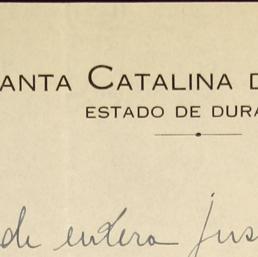 ANTA CATALINA D
ESTADO DE DURA
de entera jus